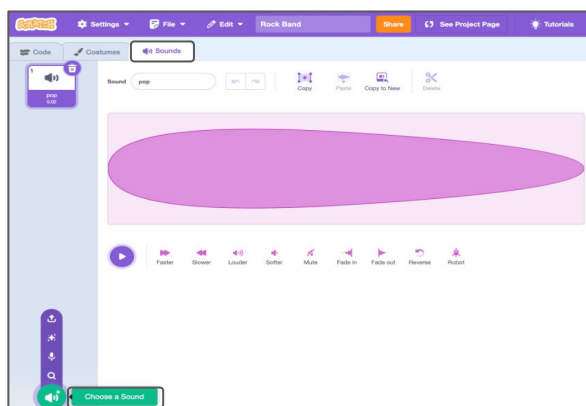 SCRATCH Settings File Edit Rock Band Share See Project Page Tutorials
Code Costumes Sounds
1
pop
0.02
Sound pop
Copy Paste Copy to New Delete
Faster Slower Louder Softer Mute Fade in Fade out Reverse Robot
Choose a Sound